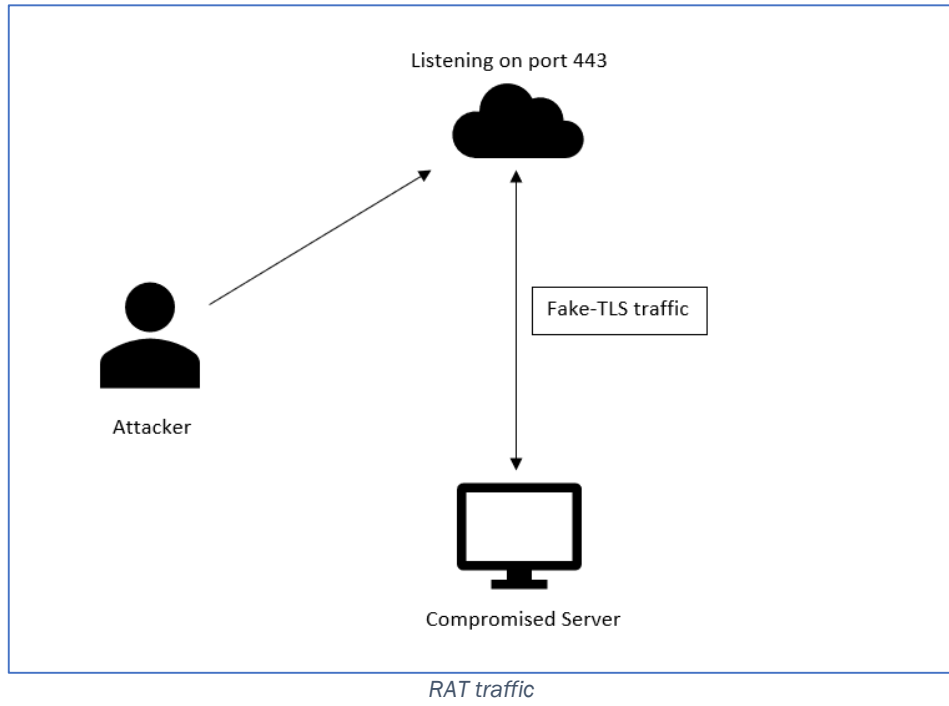 Listening on port 443
Fake-TLS traffic
Attacker
Compromised Server
RAT traffic